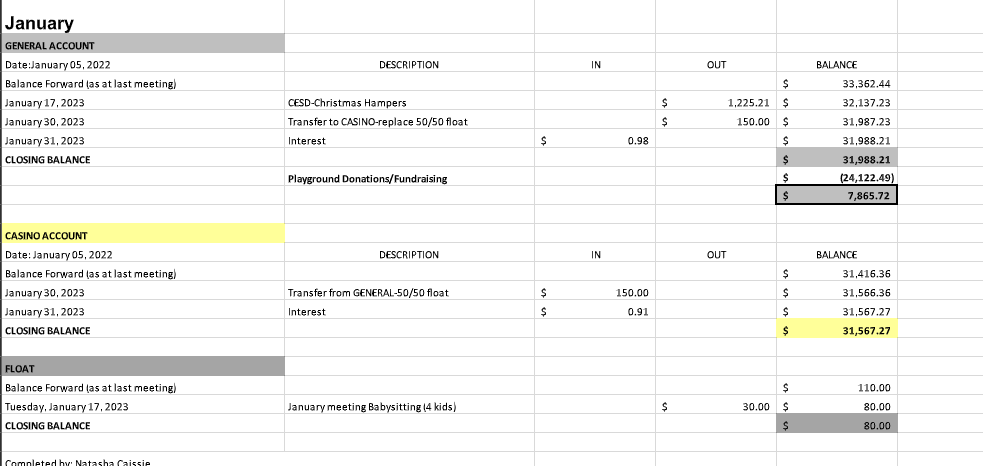 January
GENERAL ACCOUNT
Date:January 05, 2022 DESCRIPTION IN OUT BALANCE
Balance Forward (as at last meeting) $ 33,362.44
January 17, 2023 CESD-Christmas Hampers $ 1,225.21 $ 32,137.23
January 30, 2023 Transfer to CASINO-replace 50/50 float $ 150.00 $ 31,987.23
January 31, 2023 Interest $ 0.98 $ 31,988.21
CLOSING BALANCE $ 31,988.21
Playground Donations/Fundraising $ (24,122.49)
$ 7,865.72
CASINO ACCOUNT
Date: January 05, 2022 DESCRIPTION IN OUT BALANCE
Balance Forward (as at last meeting) $ 31,416.36
January 30, 2023 Transfer from GENERAL-50/50 float $ 150.00 $ 31,566.36
January 31, 2023 Interest $ 0.91 $ 31,567.27
CLOSING BALANCE $ 31,567.27
FLOAT
Balance Forward (as at last meeting) $ 110.00
Tuesday, January 17, 2023 January meeting Babysitting (4 kids) $ 30.00 $ 80.00
CLOSING BALANCE $ 80.00
Completed by: Natasha Caissie